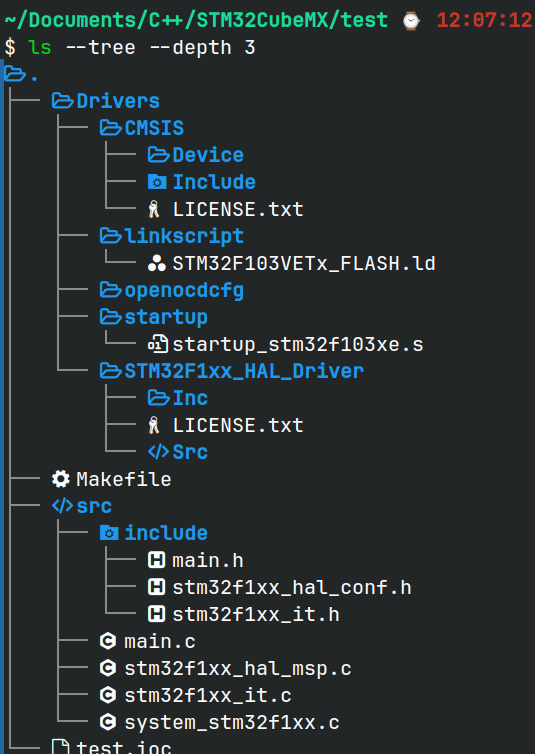 ~/Documents/C++/STM32CubeMX/test ⌚ 12:07:12
$ ls --tree --depth 3
.
Drivers
CMSIS
Device
Include
LICENSE.txt
linkscript
STM32F103VETx_FLASH.ld
openocdcfg
startup
startup_stm32f103xe.s
STM32F1xx_HAL_Driver
Inc
LICENSE.txt
Src
Makefile
src
include
main.h
stm32f1xx_hal_conf.h
stm32f1xx_it.h
main.c
stm32f1xx_hal_msp.c
stm32f1xx_it.c
system_stm32f1xx.c
test.ioc